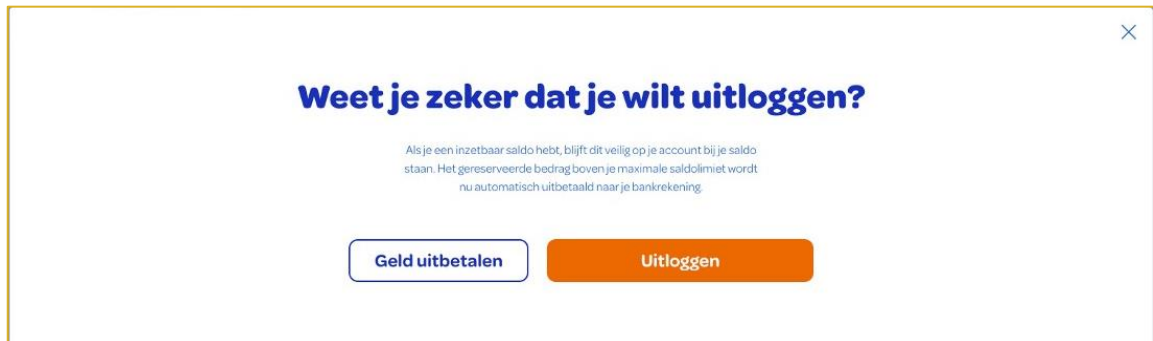 Weet je zeker dat je wilt uitloggen?
Als je een inzetbaar saldo hebt, blijft dit veilig op je account bij je saldo
staan. Het gereserveerde bedrag boven je maximale saldolimiet wordt
nu automatisch uitbetaald naar je bankrekening.
Geld uitbetalen
Uitloggen